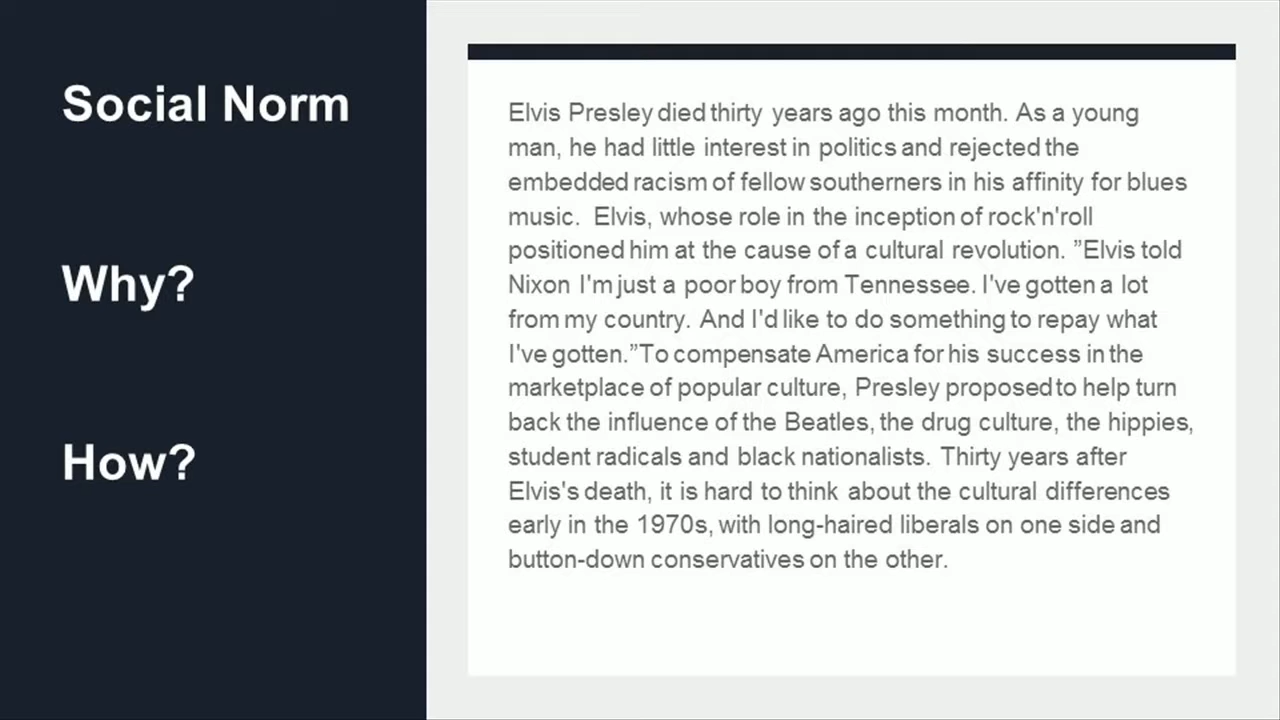 Social Norm
Why?
How?
Elvis Presley died thirty years ago this month. As a young
man, he had little interest in politics and rejected the
embedded racism of fellow southerners in his affinity for blues
music. Elvis, whose role in the inception of rock'n'roll
positioned him at the cause of a cultural revolution. ”Elvis told
Nixon I'm just a poor boy from Tennessee. I've gotten a lot
from my country. And I'd like to do something to repay what
I've gotten.”To compensate America for his success in the
marketplace of popular culture, Presley proposed to help turn
back the influence of the Beatles, the drug culture, the hippies,
student radicals and black nationalists. Thirty years after
Elvis's death, it is hard to think about the cultural differences
early in the 1970s, with long-haired liberals on one side and
button-down conservatives on the other.